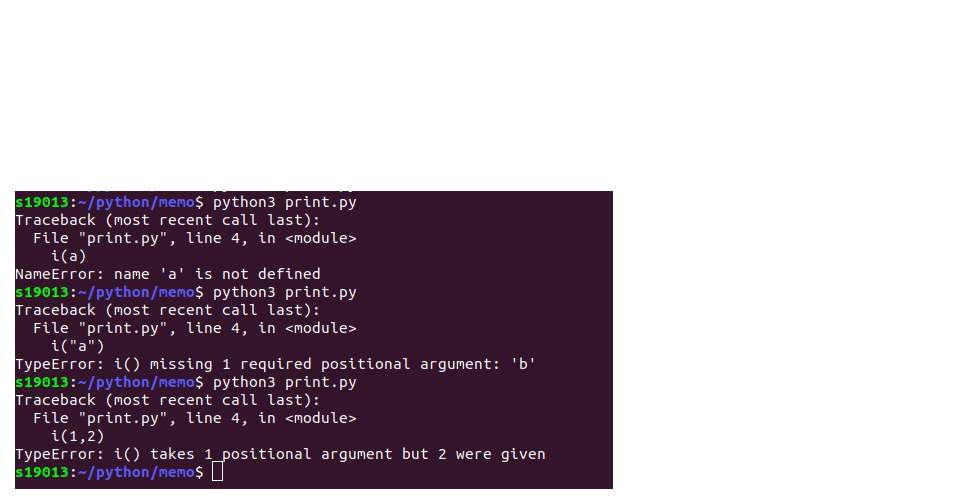 s19013:~/python/memo$ python3 print.py
Traceback (most recent call last):
  File "print.py", line 4, in <module>
    i(a)
NameError: name 'a' is not defined
s19013:~/python/memo$ python3 print.py
Traceback (most recent call last):
  File "print.py", line 4, in <module>
    i("a")
TypeError: i() missing 1 required positional argument: 'b'
s19013:~/python/memo$ python3 print.py
Traceback (most recent call last):
  File "print.py", line 4, in <module>
    i(1,2)
TypeError: i() takes 1 positional argument but 2 were given
s19013:~/python/memo$